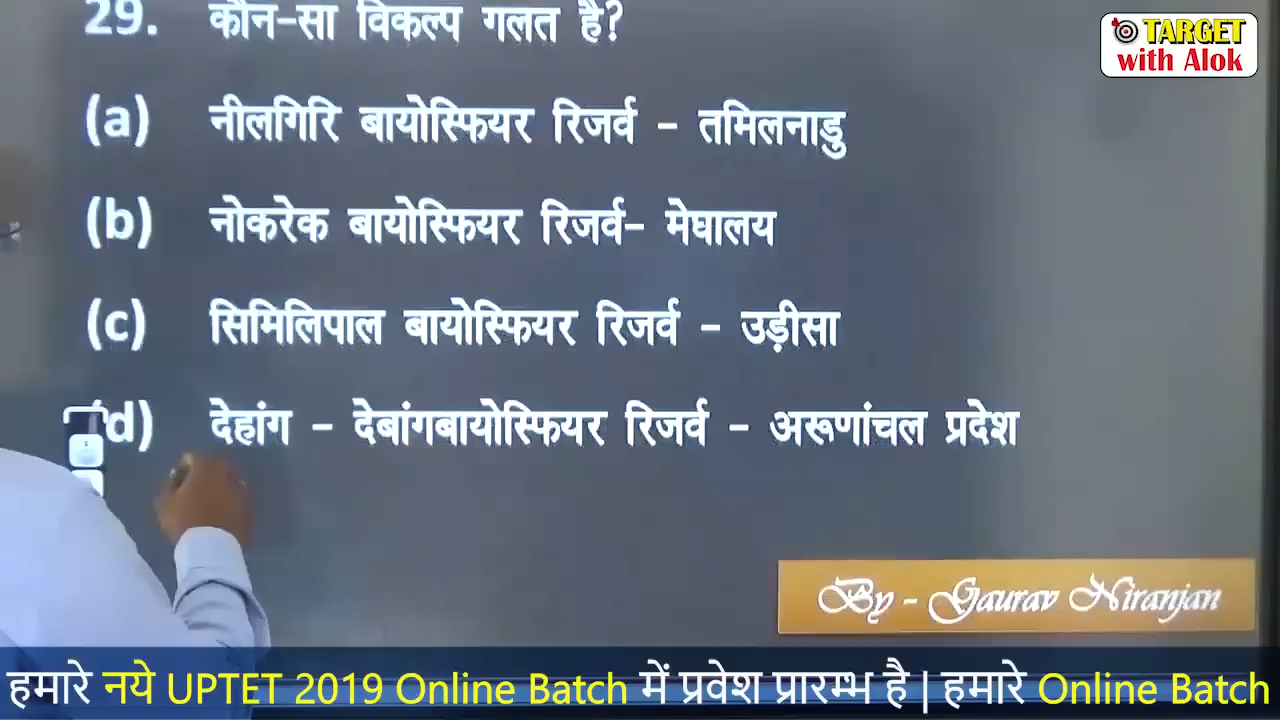 TARGET
with Alok
29. कौन-सा विकल्प गलत है?
(a) नीलगिरि बायोस्फियर रिजर्व - तमिलनाडु
(b) नोकरेक बायोस्फियर रिजर्व- मेघालय
(c) सिमिलिपाल बायोस्फियर रिजर्व - उड़ीसा
(d) देहांग - देबांगबायोस्फियर रिजर्व - अरूणांचल प्रदेश
By - Gaurav Niranjan
हमारे नये UPTET 2019 Online Batch में प्रवेश प्रारम्भ है | हमारे Online Batch